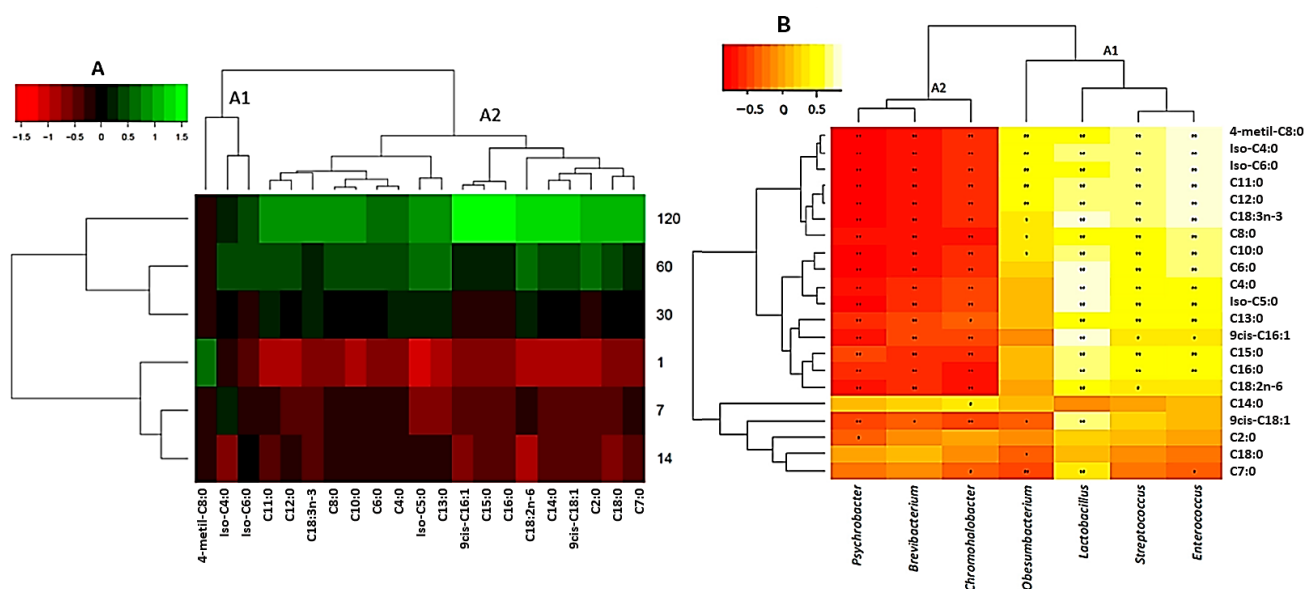 A
−1.5 −1 −0.5 0 0.5 1 1.5
A1
A2
120
60
30
1
7
14
4-metil-C8:0
Iso-C4:0
Iso-C6:0
C11:0
C12:0
C18:3n-3
C8:0
C10:0
C6:0
C4:0
Iso-C5:0
C13:0
9cis-C16:1
C15:0
C16:0
C18:2n-6
C14:0
9cis-C18:1
C2:0
C18:0
C7:0
B
−0.5 0 0.5
A1
A2
4-metil-C8:0
Iso-C4:0
Iso-C6:0
C11:0
C12:0
C18:3n-3
C8:0
C10:0
C6:0
C4:0
Iso-C5:0
C13:0
9cis-C16:1
C15:0
C16:0
C18:2n-6
C14:0
9cis-C18:1
C2:0
C18:0
C7:0
Psychrobacter
Brevibacterium
Chromohalobacter
Obesumbacterium
Lactobacillus
Streptococcus
Enterococcus